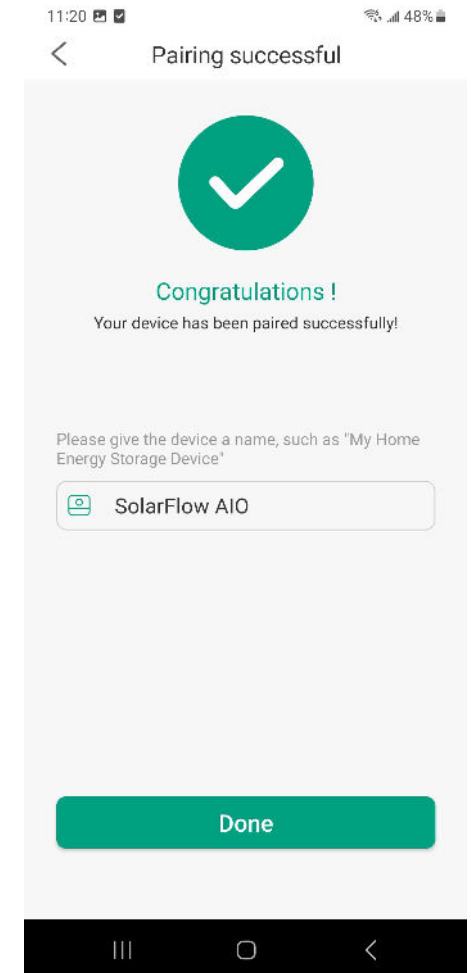 11:20 48%
Pairing successful
Congratulations !
Your device has been paired successfully!
Please give the device a name, such as "My Home
Energy Storage Device"
SolarFlow AIO
Done